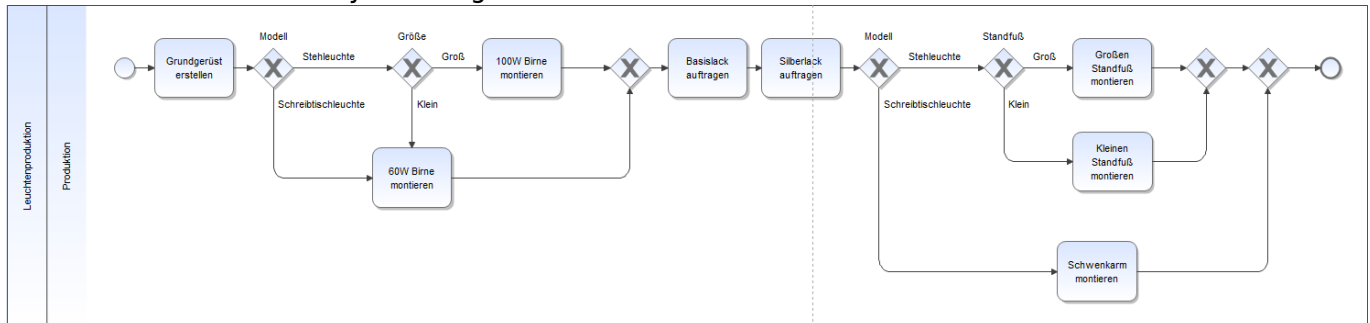 Leuchtenproduktion
Produktion
Grundgerüst
erstellen
Modell
Stehleuchte
Schreibtischleuchte
Größe
Groß
Klein
100W Birne
montieren
60W Birne
montieren
Basislack
auftragen
Silberlack
auftragen
Modell
Stehleuchte
Schreibtischleuchte
Standfuß
Groß
Klein
Großen
Standfuß
montieren
Kleinen
Standfuß
montieren
Schwenkarm
montieren